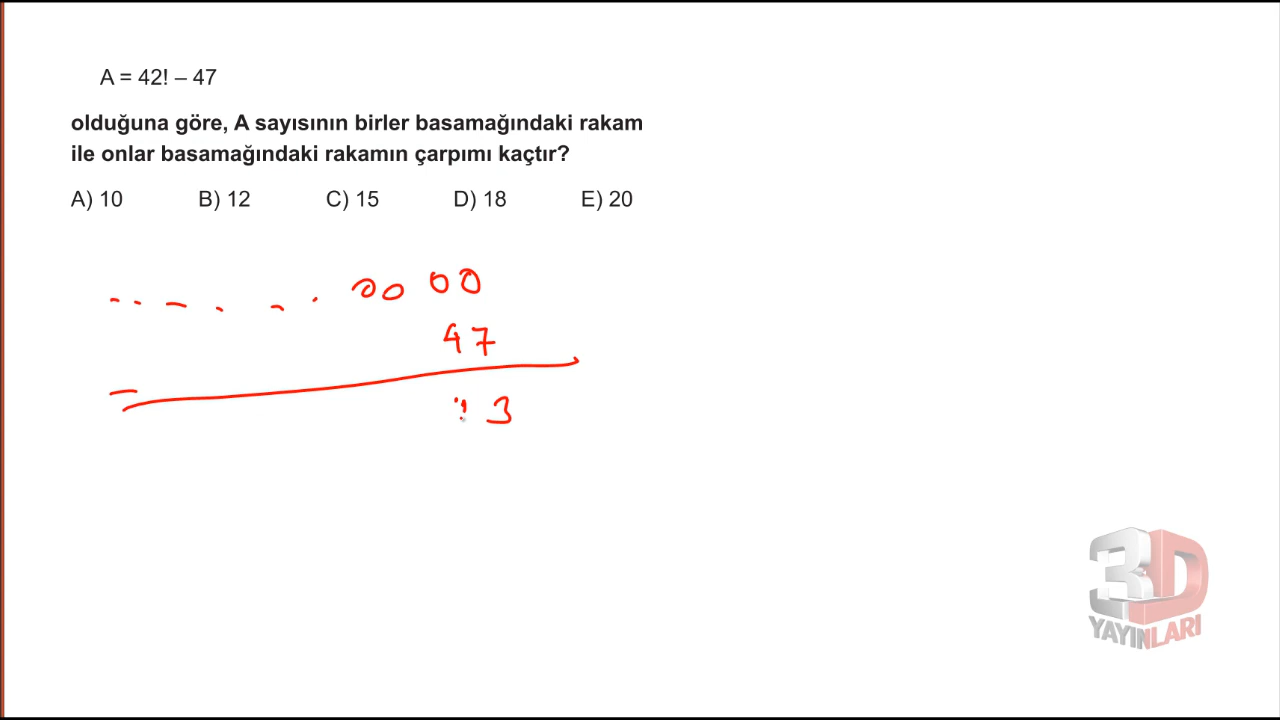 A = 42! – 47
olduğuna göre, A sayısının birler basamağındaki rakam
ile onlar basamağındaki rakamın çarpımı kaçtır?
A) 10 B) 12 C) 15 D) 18 E) 20
00 00
47
3
3D
YAYINLARI